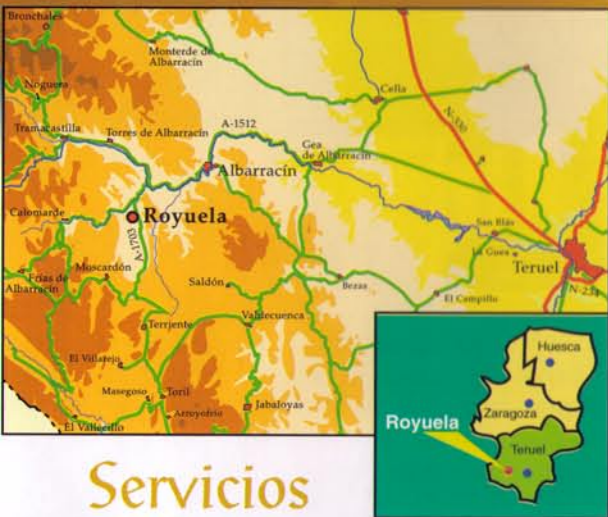 Bronchales
Monterde de
Albarracín
Noguera
Cella
N-330
Tramacastilla
Torres de Albarracín
A-1512
Gea
de Albarracín
Albarracín
Calomarde
Royuela
A-1703
San Blás
La Guea
Teruel
Frías de
Albarracín
Moscardón
Saldón
Bezas
N-234
El Campillo
Terriente
Valdecuenca
El Villarejo
Masegoso
Toril
Jabaloyas
Arroyofrío
El Vallecillo
Huesca
Zaragoza
Royuela
Teruel
Servicios